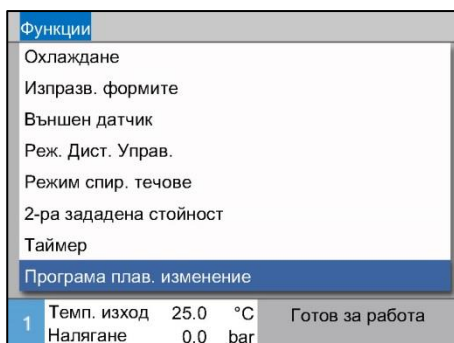 Функции
Охлаждане
Изпразв. формите
Външен датчик
Реж. Дист. Управ.
Режим спир. течове
2-ра зададена стойност
Таймер
Програма плав. изменение
1 Темп. изход 25.0 °C Готов за работа
Налягане 0.0 bar